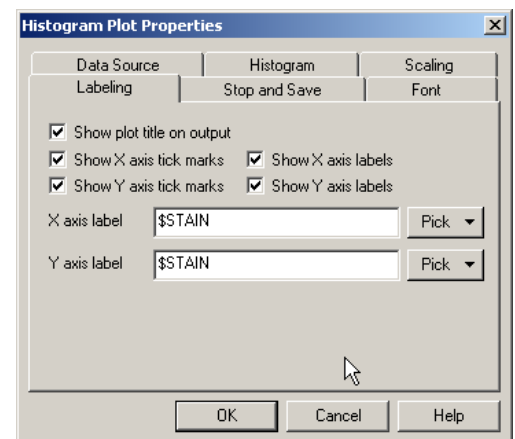 Histogram Plot Properties
Data Source Histogram Scaling
Labeling Stop and Save Font
Show plot title on output
Show X axis tick marks Show X axis labels
Show Y axis tick marks Show Y axis labels
X axis label $STAIN Pick
Y axis label $STAIN Pick
OK Cancel Help